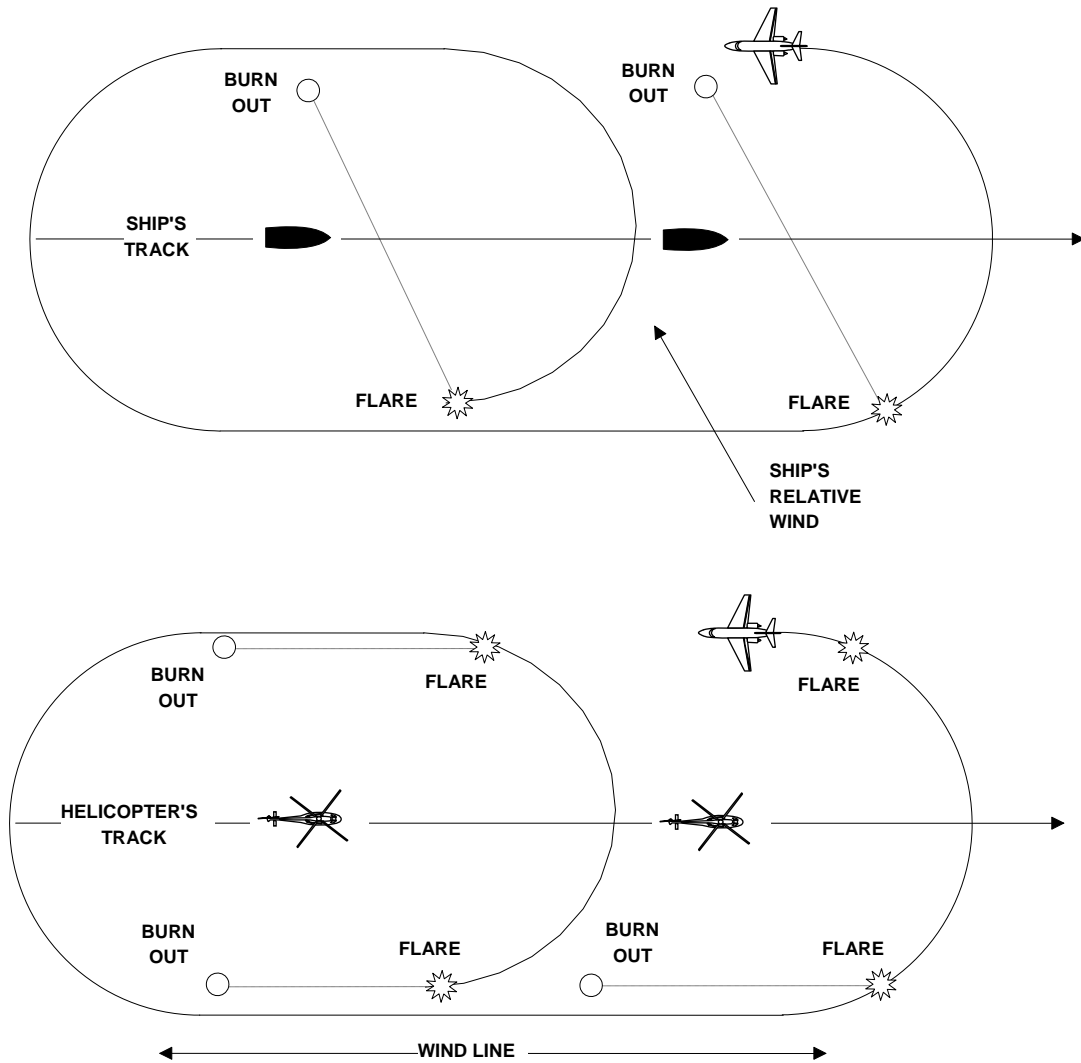 BURN
OUT
BURN
OUT
SHIP'S
TRACK
FLARE
FLARE
SHIP'S
RELATIVE
WIND
BURN
OUT
FLARE
FLARE
HELICOPTER'S
TRACK
BURN
OUT
FLARE
BURN
OUT
FLARE
WIND LINE